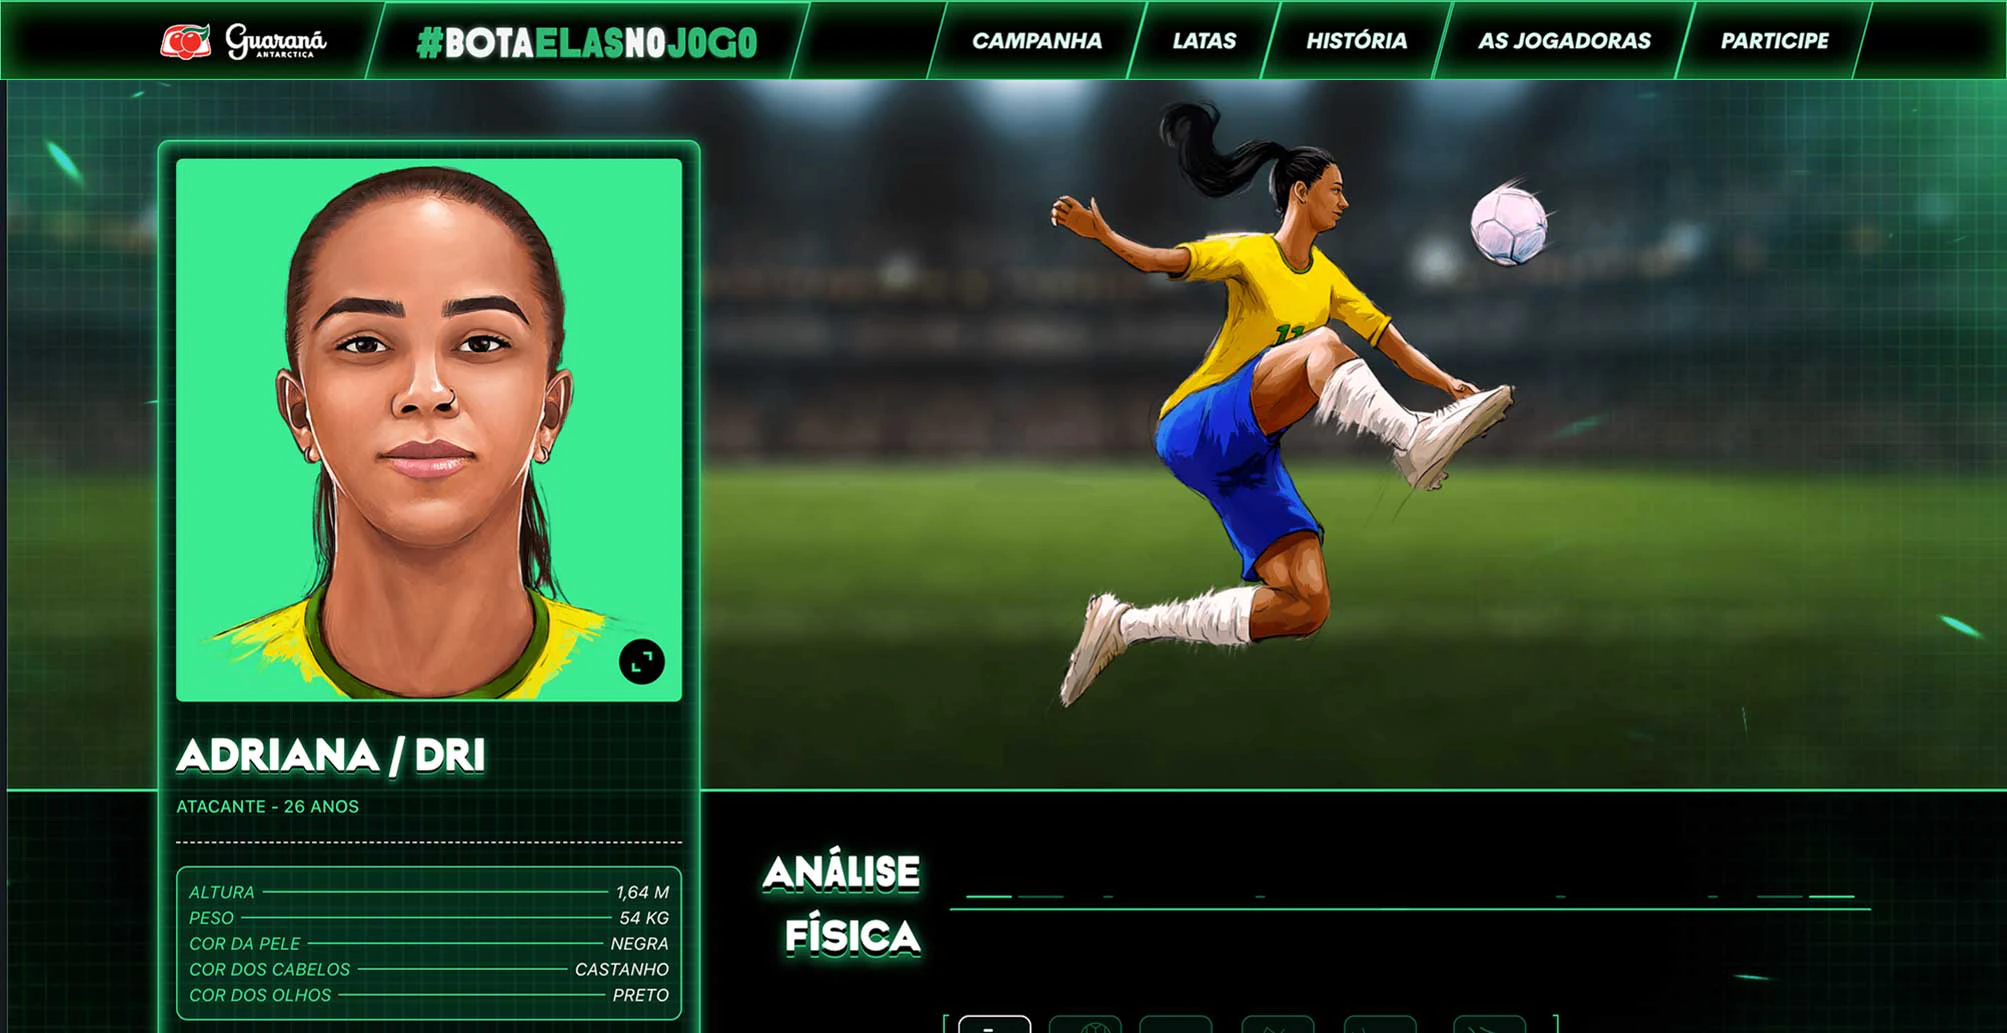 Guaraná
ANTARCTICA
#BOTAELASNOJOGO
CAMPANHA
LATAS
HISTÓRIA
AS JOGADORAS
PARTICIPE
11
ADRIANA / DRI
ATACANTE - 26 ANOS
ALTURA 1,64 M
PESO 54 KG
COR DA PELE NEGRA
COR DOS CABELOS CASTANHO
COR DOS OLHOS PRETO
ANÁLISE
FÍSICA